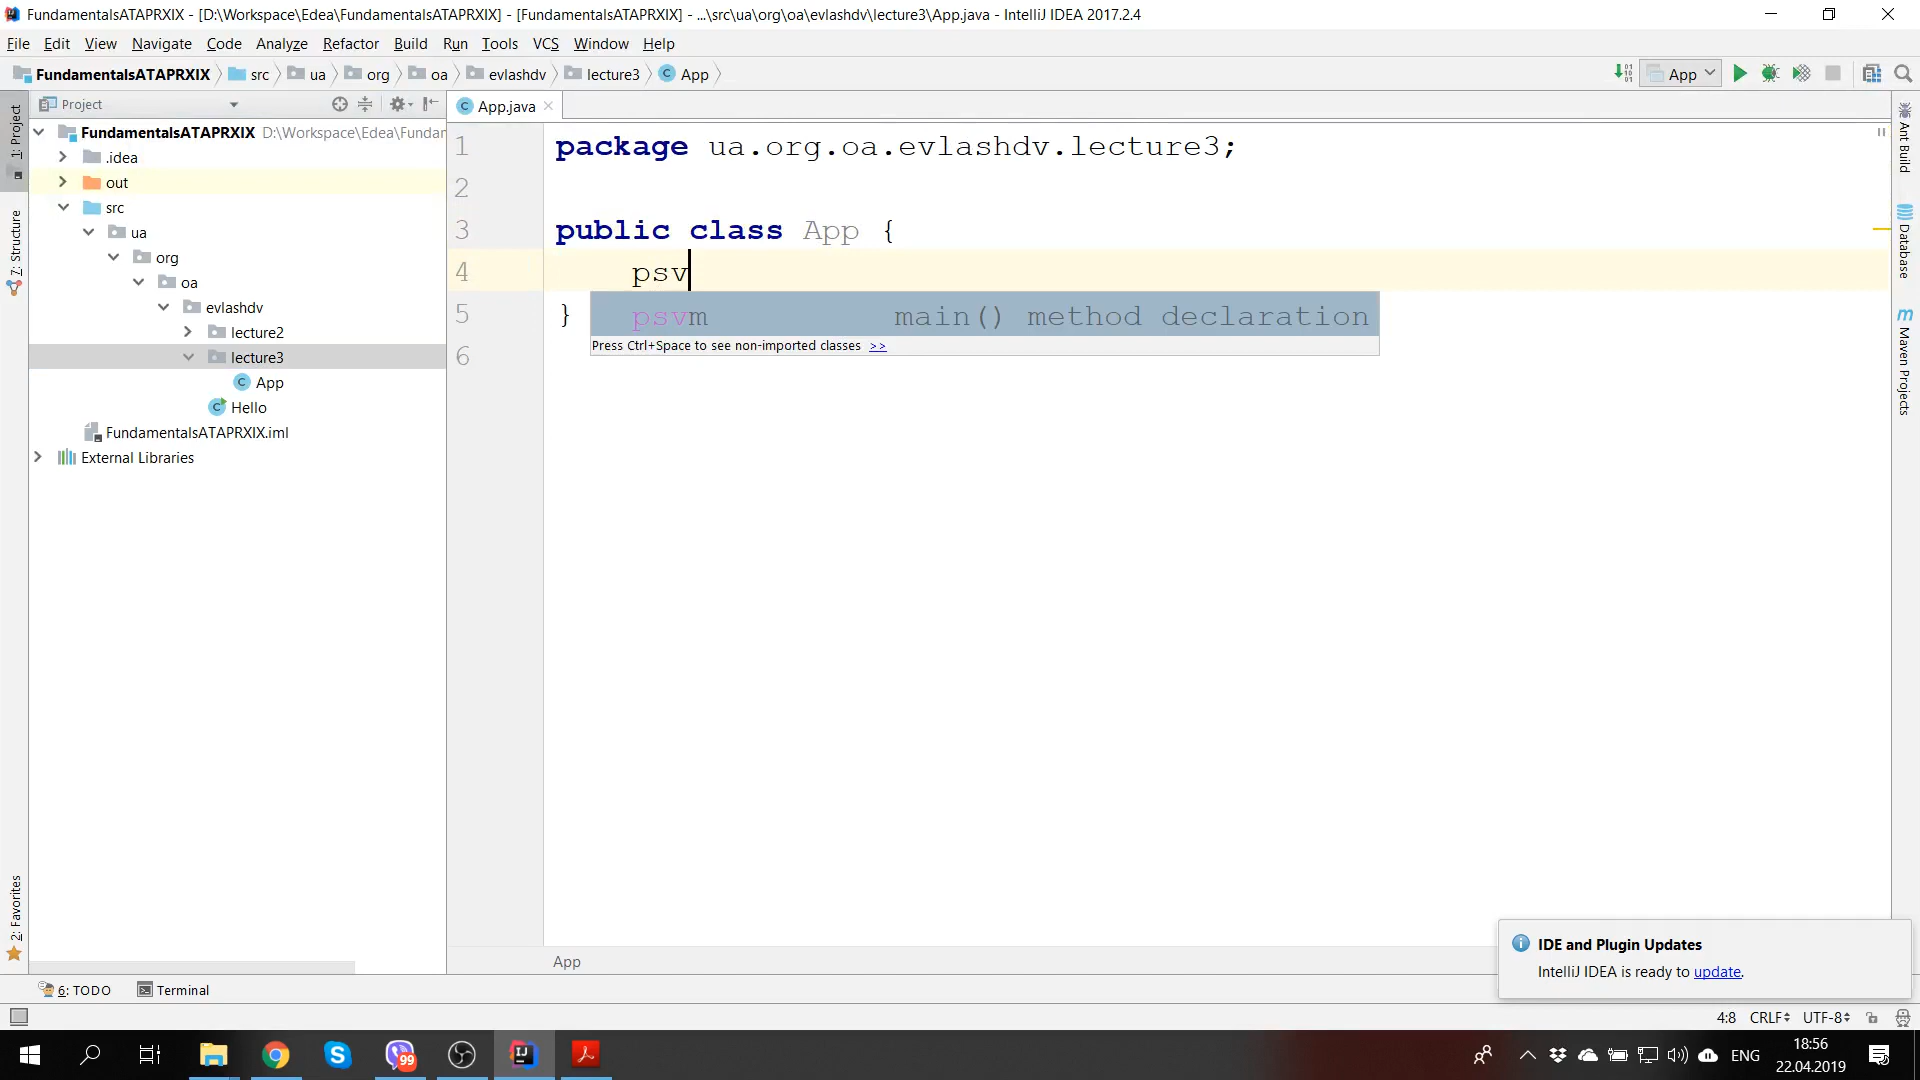 FundamentalsATAPRXIX - [D:\Workspace\Edea\FundamentalsATAPRXIX] - [FundamentalsATAPRXIX] - ...\src\ua\org\oa\evlashdv\lecture3\App.java - IntelliJ IDEA 2017.2.4
File Edit View Navigate Code Analyze Refactor Build Run Tools VCS Window Help
FundamentalsATAPRXIX src ua org oa evlashdv lecture3 App
App
Project
App.java
1: Project
7: Structure
2: Favorites
FundamentalsATAPRXIX D:\Workspace\Edea\Fundar
.idea
out
src
ua
org
oa
evlashdv
lecture2
lecture3
App
Hello
FundamentalsATAPRXIX.iml
External Libraries
1 package ua.org.oa.evlashdv.lecture3;
2
3 public class App {
4 psv
5 }
6
psvm main() method declaration
Press Ctrl+Space to see non-imported classes >>
Ant Build
Database
Maven Projects
App
IDE and Plugin Updates
IntelliJ IDEA is ready to update.
6: TODO Terminal
4:8 CRLF UTF-8
99
ENG
18:56
22.04.2019